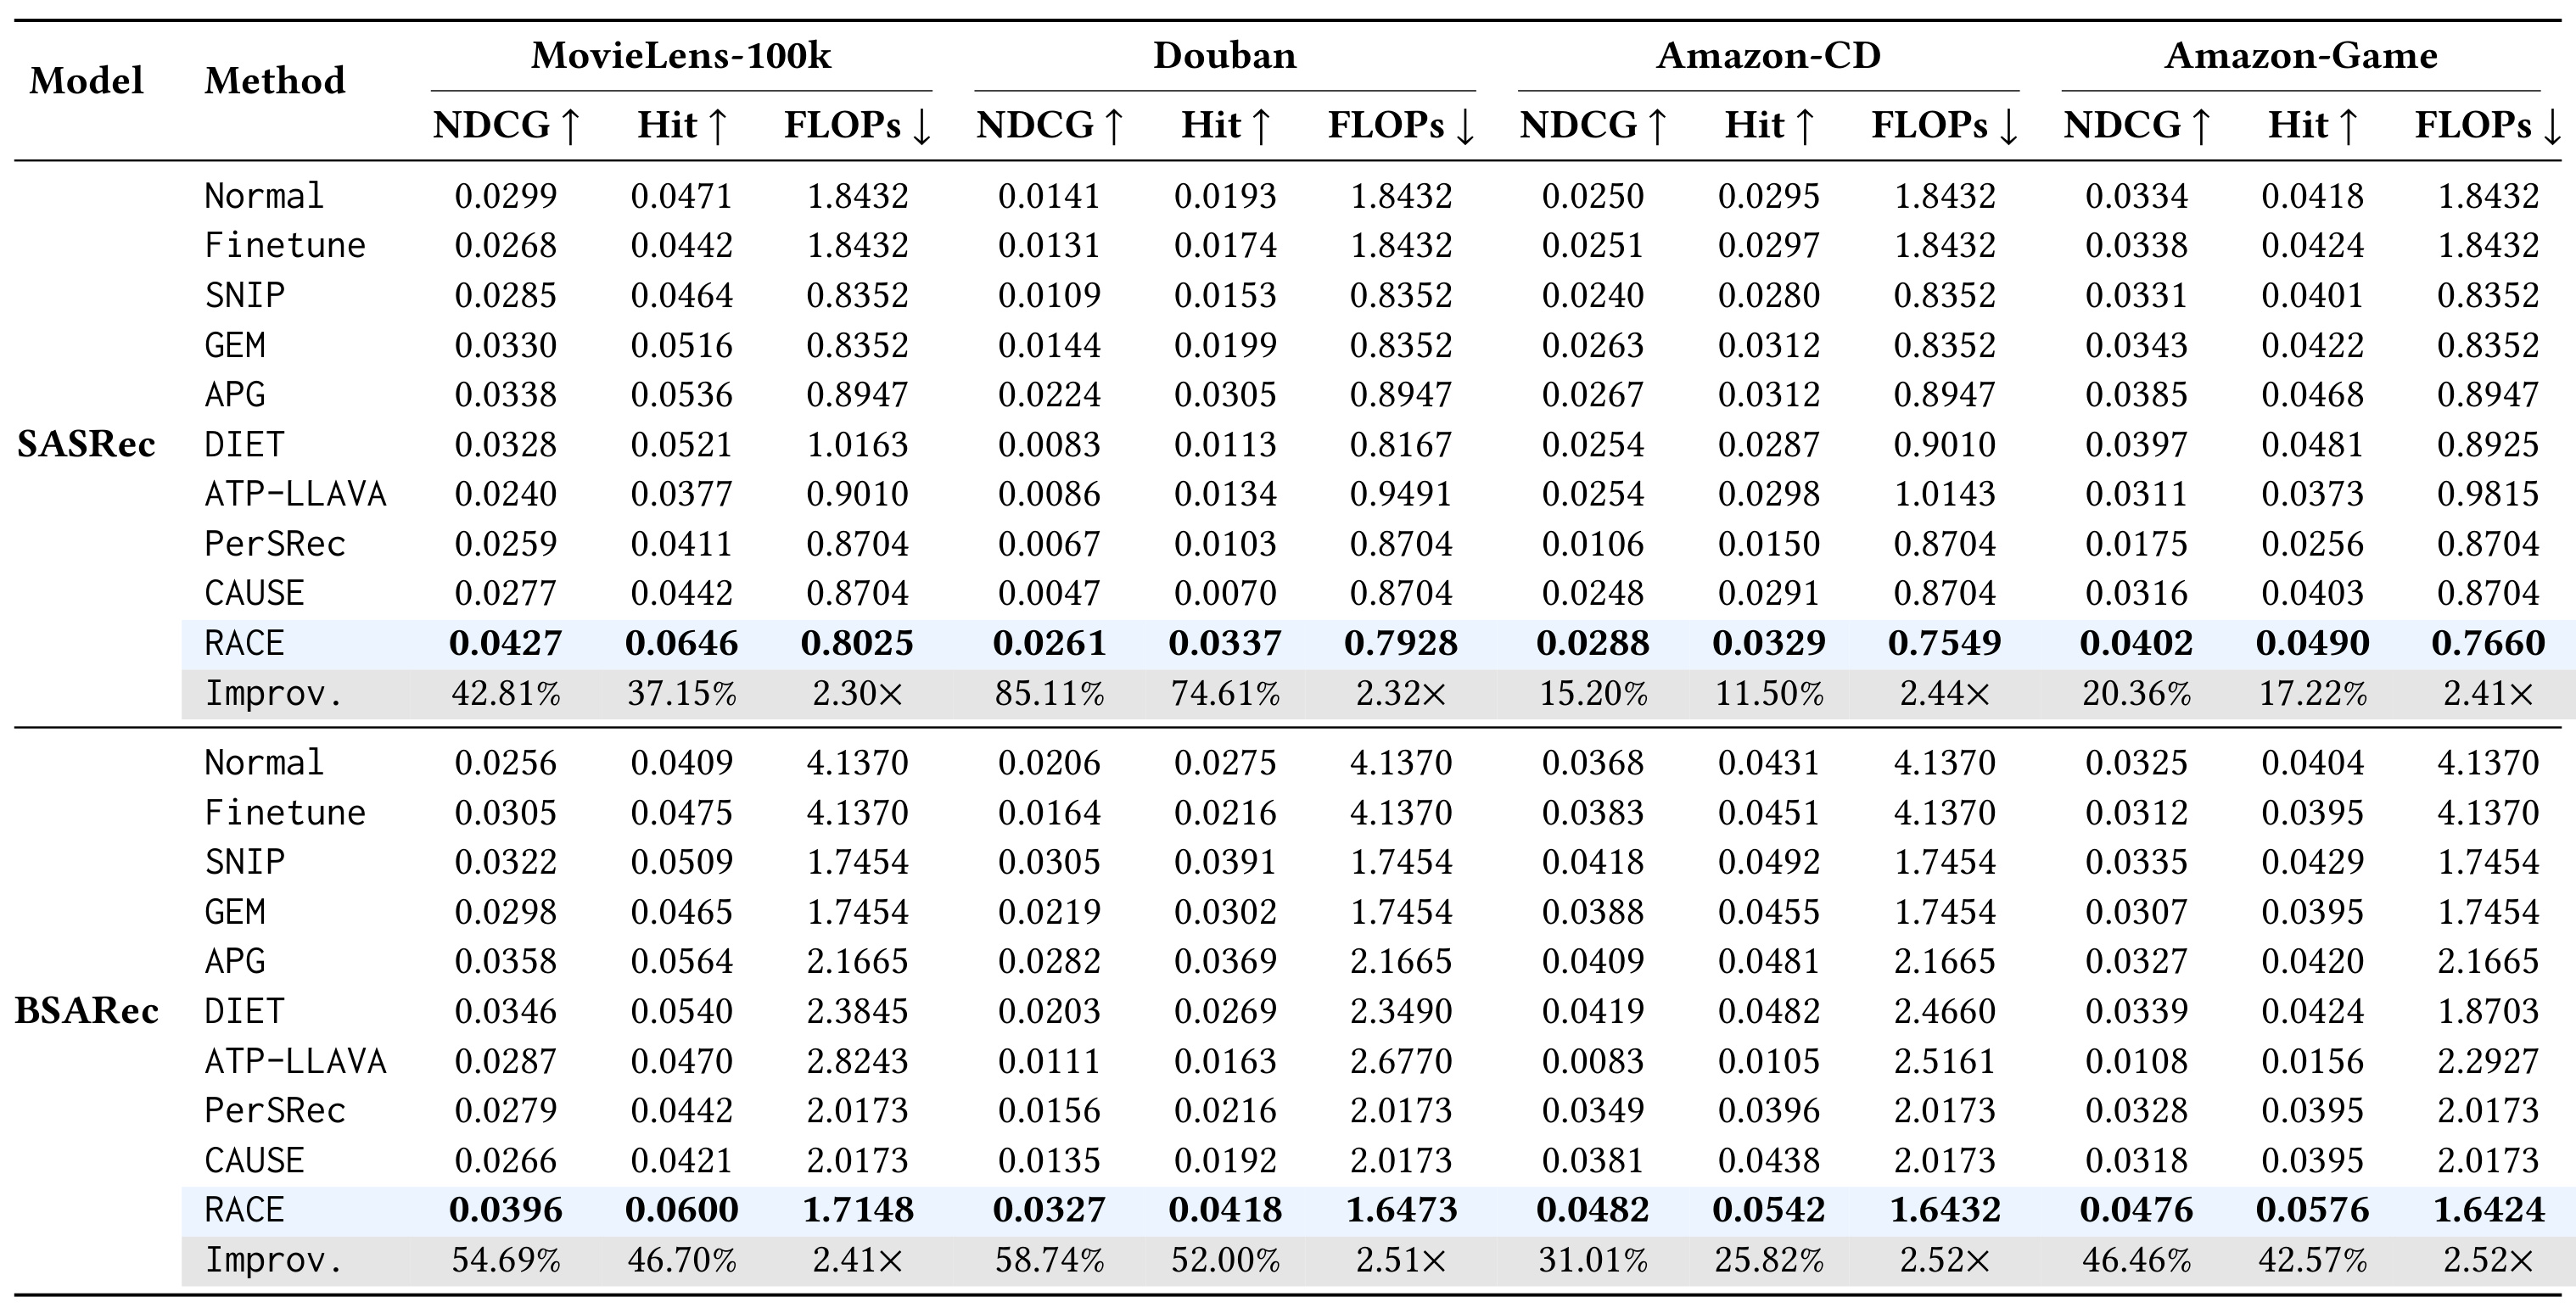 Model Method MovieLens-100k Douban Amazon-CD Amazon-Game
NDCG ↑ Hit ↑ FLOPs ↓ NDCG ↑ Hit ↑ FLOPs ↓ NDCG ↑ Hit ↑ FLOPs ↓ NDCG ↑ Hit ↑ FLOPs ↓
SASRec
Normal 0.0299 0.0471 1.8432 0.0141 0.0193 1.8432 0.0250 0.0295 1.8432 0.0334 0.0418 1.8432
Finetune 0.0268 0.0442 1.8432 0.0131 0.0174 1.8432 0.0251 0.0297 1.8432 0.0338 0.0424 1.8432
SNIP 0.0285 0.0464 0.8352 0.0109 0.0153 0.8352 0.0240 0.0280 0.8352 0.0331 0.0401 0.8352
GEM 0.0330 0.0516 0.8352 0.0144 0.0199 0.8352 0.0263 0.0312 0.8352 0.0343 0.0422 0.8352
APG 0.0338 0.0536 0.8947 0.0224 0.0305 0.8947 0.0267 0.0312 0.8947 0.0385 0.0468 0.8947
DIET 0.0328 0.0521 1.0163 0.0083 0.0113 0.8167 0.0254 0.0287 0.9010 0.0397 0.0481 0.8925
ATP-LLAVA 0.0240 0.0377 0.9010 0.0086 0.0134 0.9491 0.0254 0.0298 1.0143 0.0311 0.0373 0.9815
PerSRec 0.0259 0.0411 0.8704 0.0067 0.0103 0.8704 0.0106 0.0150 0.8704 0.0175 0.0256 0.8704
CAUSE 0.0277 0.0442 0.8704 0.0047 0.0070 0.8704 0.0248 0.0291 0.8704 0.0316 0.0403 0.8704
RACE 0.0427 0.0646 0.8025 0.0261 0.0337 0.7928 0.0288 0.0329 0.7549 0.0402 0.0490 0.7660
Improv. 42.81% 37.15% 2.30× 85.11% 74.61% 2.32× 15.20% 11.50% 2.44× 20.36% 17.22% 2.41×
BSARec
Normal 0.0256 0.0409 4.1370 0.0206 0.0275 4.1370 0.0368 0.0431 4.1370 0.0325 0.0404 4.1370
Finetune 0.0305 0.0475 4.1370 0.0164 0.0216 4.1370 0.0383 0.0451 4.1370 0.0312 0.0395 4.1370
SNIP 0.0322 0.0509 1.7454 0.0305 0.0391 1.7454 0.0418 0.0492 1.7454 0.0335 0.0429 1.7454
GEM 0.0298 0.0465 1.7454 0.0219 0.0302 1.7454 0.0388 0.0455 1.7454 0.0307 0.0395 1.7454
APG 0.0358 0.0564 2.1665 0.0282 0.0369 2.1665 0.0409 0.0481 2.1665 0.0327 0.0420 2.1665
DIET 0.0346 0.0540 2.3845 0.0203 0.0269 2.3490 0.0419 0.0482 2.4660 0.0339 0.0424 1.8703
ATP-LLAVA 0.0287 0.0470 2.8243 0.0111 0.0163 2.6770 0.0083 0.0105 2.5161 0.0108 0.0156 2.2927
PerSRec 0.0279 0.0442 2.0173 0.0156 0.0216 2.0173 0.0349 0.0396 2.0173 0.0328 0.0395 2.0173
CAUSE 0.0266 0.0421 2.0173 0.0135 0.0192 2.0173 0.0381 0.0438 2.0173 0.0318 0.0395 2.0173
RACE 0.0396 0.0600 1.7148 0.0327 0.0418 1.6473 0.0482 0.0542 1.6432 0.0476 0.0576 1.6424
Improv. 54.69% 46.70% 2.41× 58.74% 52.00% 2.51× 31.01% 25.82% 2.52× 46.46% 42.57% 2.52×